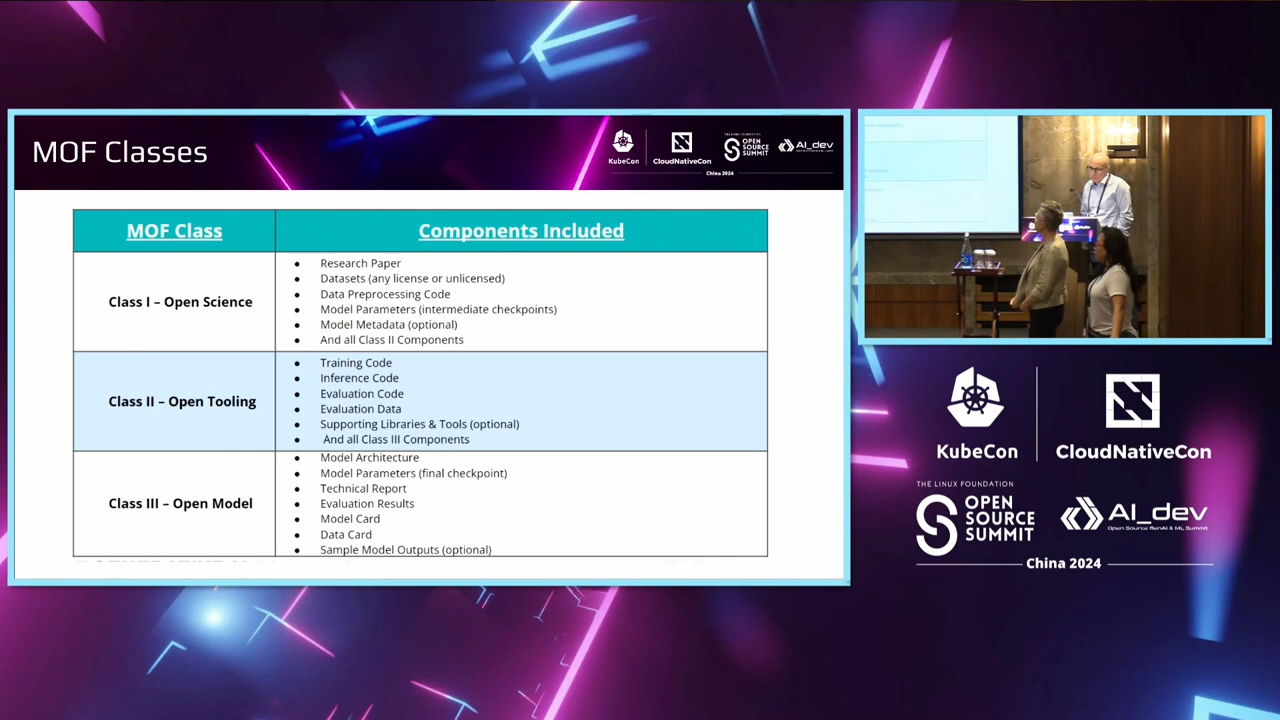 MOF Classes
KubeCon
CloudNativeCon
THE LINUX FOUNDATION
OPEN SOURCE SUMMIT
AI_dev
China 2024
MOF Class
Components Included
Class I – Open Science
● Research Paper
● Datasets (any license or unlicensed)
● Data Preprocessing Code
● Model Parameters (intermediate checkpoints)
● Model Metadata (optional)
● And all Class II Components
Class II – Open Tooling
● Training Code
● Inference Code
● Evaluation Code
● Evaluation Data
● Supporting Libraries & Tools (optional)
● And all Class III Components
Class III – Open Model
● Model Architecture
● Model Parameters (final checkpoint)
● Technical Report
● Evaluation Results
● Model Card
● Data Card
● Sample Model Outputs (optional)
KubeCon
CloudNativeCon
THE LINUX FOUNDATION
OPEN
SOURCE
SUMMIT
AI_dev
Open Source GenAI & ML Summit
China 2024